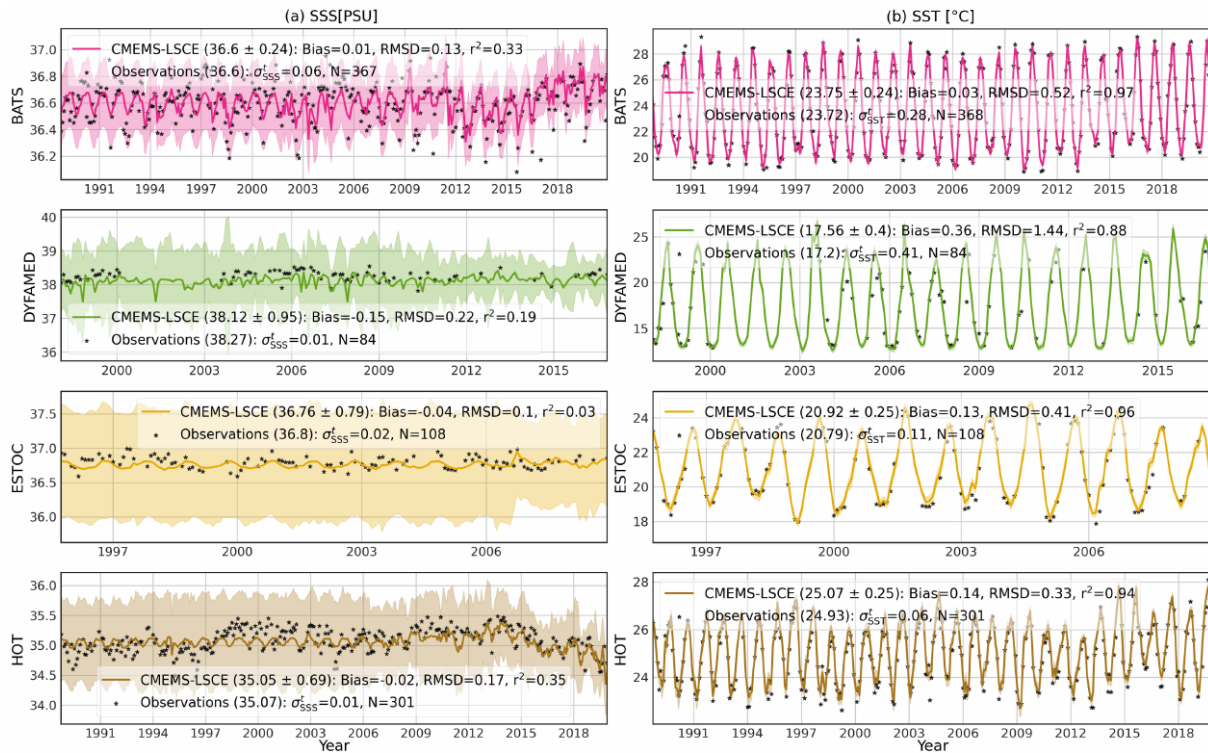 (a) SSS[PSU]
CMEMS-LSCE (36.6 ± 0.24): Bias=0.01, RMSD=0.13, r²=0.33
Observations (36.6): σᵗSSS=0.06, N=367
BATS
37.0
36.8
36.6
36.4
36.2
1991 1994 1997 2000 2003 2006 2009 2012 2015 2018
(b) SST [°C]
CMEMS-LSCE (23.75 ± 0.24): Bias=0.03, RMSD=0.52, r²=0.97
Observations (23.72): σᵗSST=0.28, N=368
BATS
28
26
24
22
20
1991 1994 1997 2000 2003 2006 2009 2012 2015 2018
CMEMS-LSCE (38.12 ± 0.95): Bias=-0.15, RMSD=0.22, r²=0.19
Observations (38.27): σᵗSSS=0.01, N=84
DYFAMED
40
39
38
37
36
2000 2003 2006 2009 2012 2015
CMEMS-LSCE (17.56 ± 0.4): Bias=0.36, RMSD=1.44, r²=0.88
Observations (17.2): σᵗSST=0.41, N=84
DYFAMED
25
20
15
2000 2003 2006 2009 2012 2015
CMEMS-LSCE (36.76 ± 0.79): Bias=-0.04, RMSD=0.1, r²=0.03
Observations (36.8): σᵗSSS=0.02, N=108
ESTOC
37.5
37.0
36.5
36.0
1997 2000 2003 2006
CMEMS-LSCE (20.92 ± 0.25): Bias=0.13, RMSD=0.41, r²=0.96
Observations (20.79): σᵗSST=0.11, N=108
ESTOC
24
22
20
18
1997 2000 2003 2006
CMEMS-LSCE (35.05 ± 0.69): Bias=-0.02, RMSD=0.17, r²=0.35
Observations (35.07): σᵗSSS=0.01, N=301
HOT
36.0
35.5
35.0
34.5
34.0
1991 1994 1997 2000 2003 2006 2009 2012 2015 2018
Year
CMEMS-LSCE (25.07 ± 0.25): Bias=0.14, RMSD=0.33, r²=0.94
Observations (24.93): σᵗSST=0.06, N=301
HOT
28
26
24
1991 1994 1997 2000 2003 2006 2009 2012 2015 2018
Year